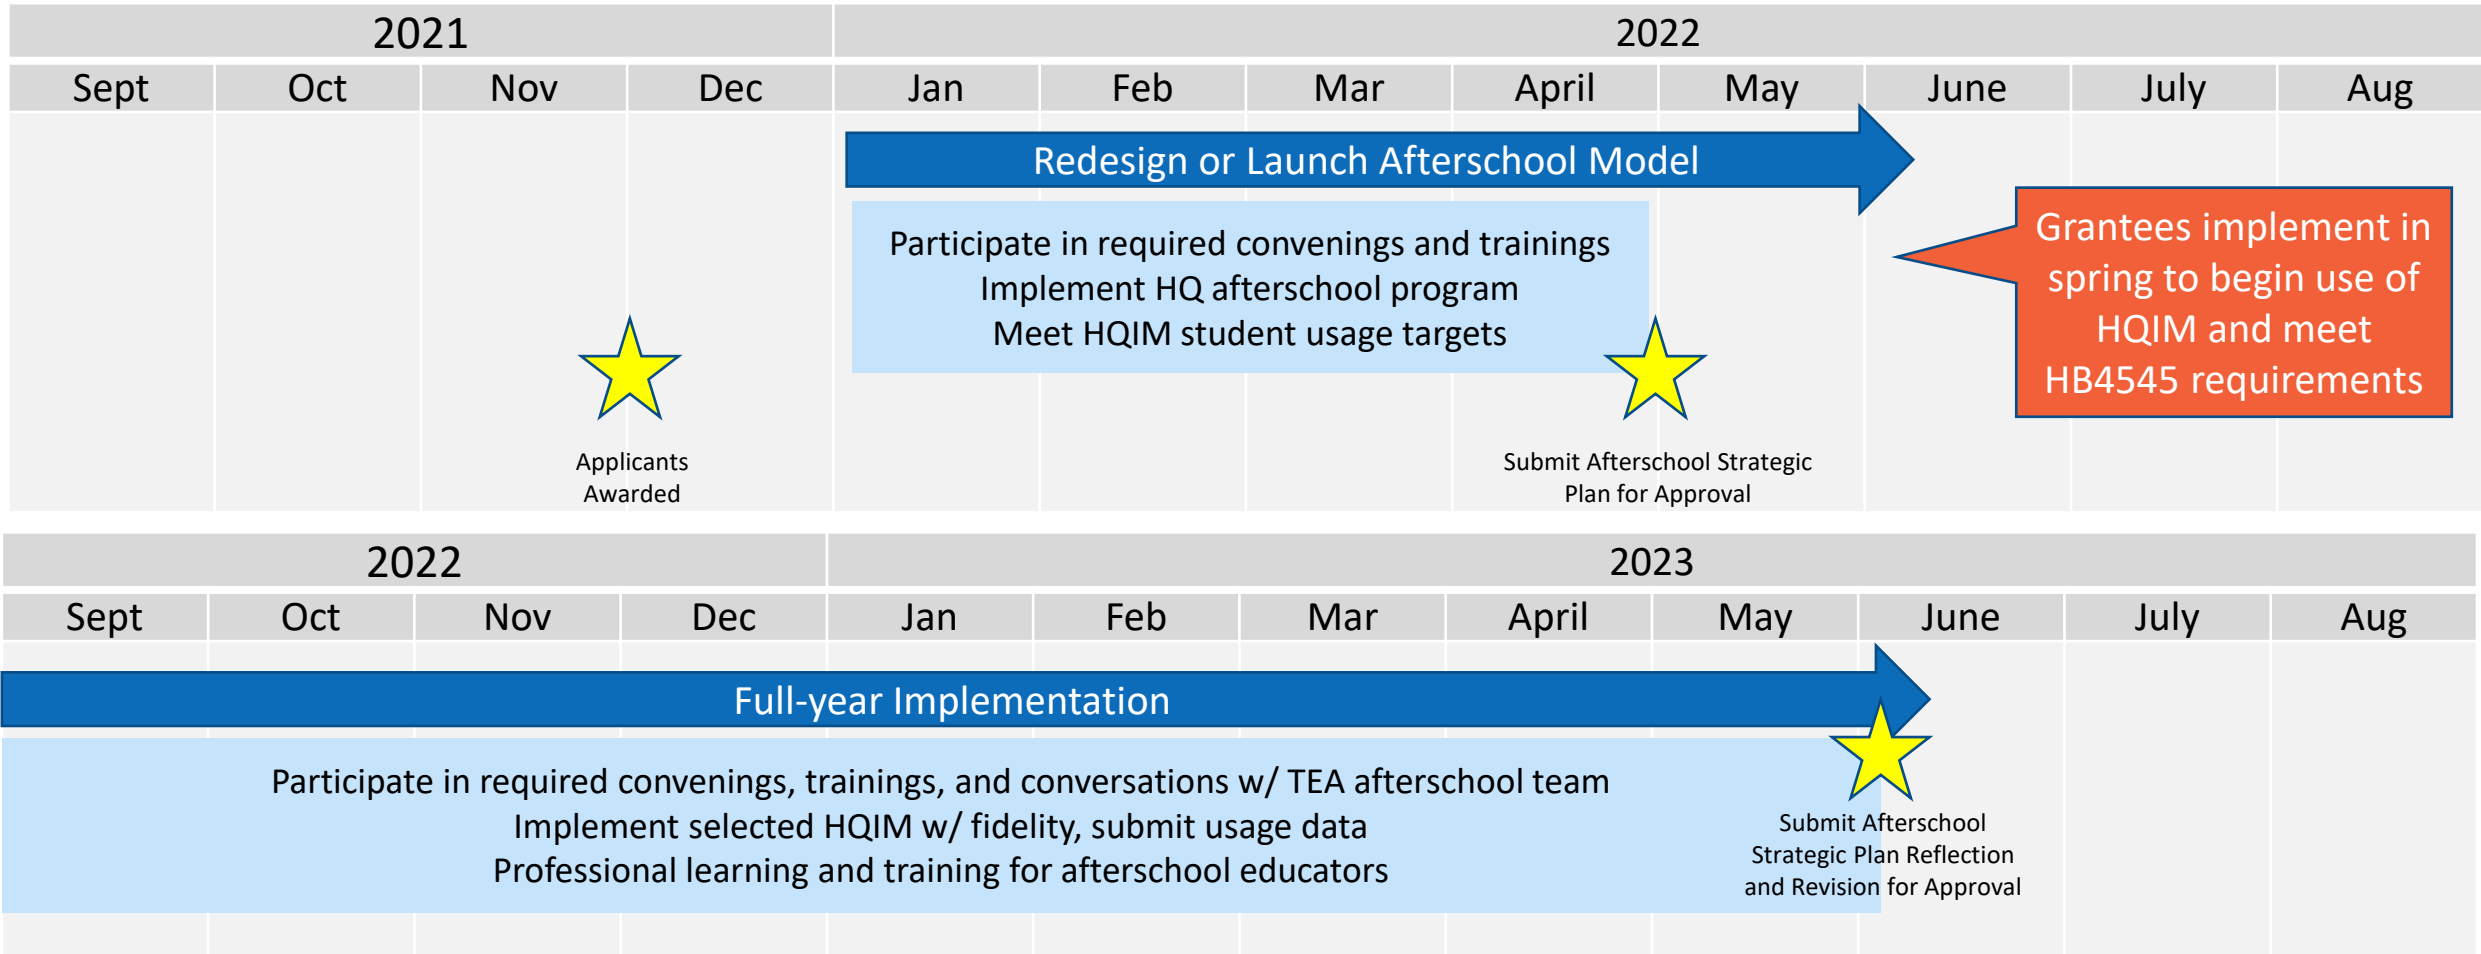 2021
2022
Sept
Oct
Nov
Dec
Jan
Feb
Mar
April
May
June
July
Aug
Redesign or Launch Afterschool Model
Participate in required convenings and trainings
Implement HQ afterschool program
Meet HQIM student usage targets
Grantees implement in
spring to begin use of
HQIM and meet
HB4545 requirements
Applicants
Awarded
Submit Afterschool Strategic
Plan for Approval
2022
2023
Sept
Oct
Nov
Dec
Jan
Feb
Mar
April
May
June
July
Aug
Full-year Implementation
Participate in required convenings, trainings, and conversations w/ TEA afterschool team
Implement selected HQIM w/ fidelity, submit usage data
Professional learning and training for afterschool educators
Submit Afterschool
Strategic Plan Reflection
and Revision for Approval